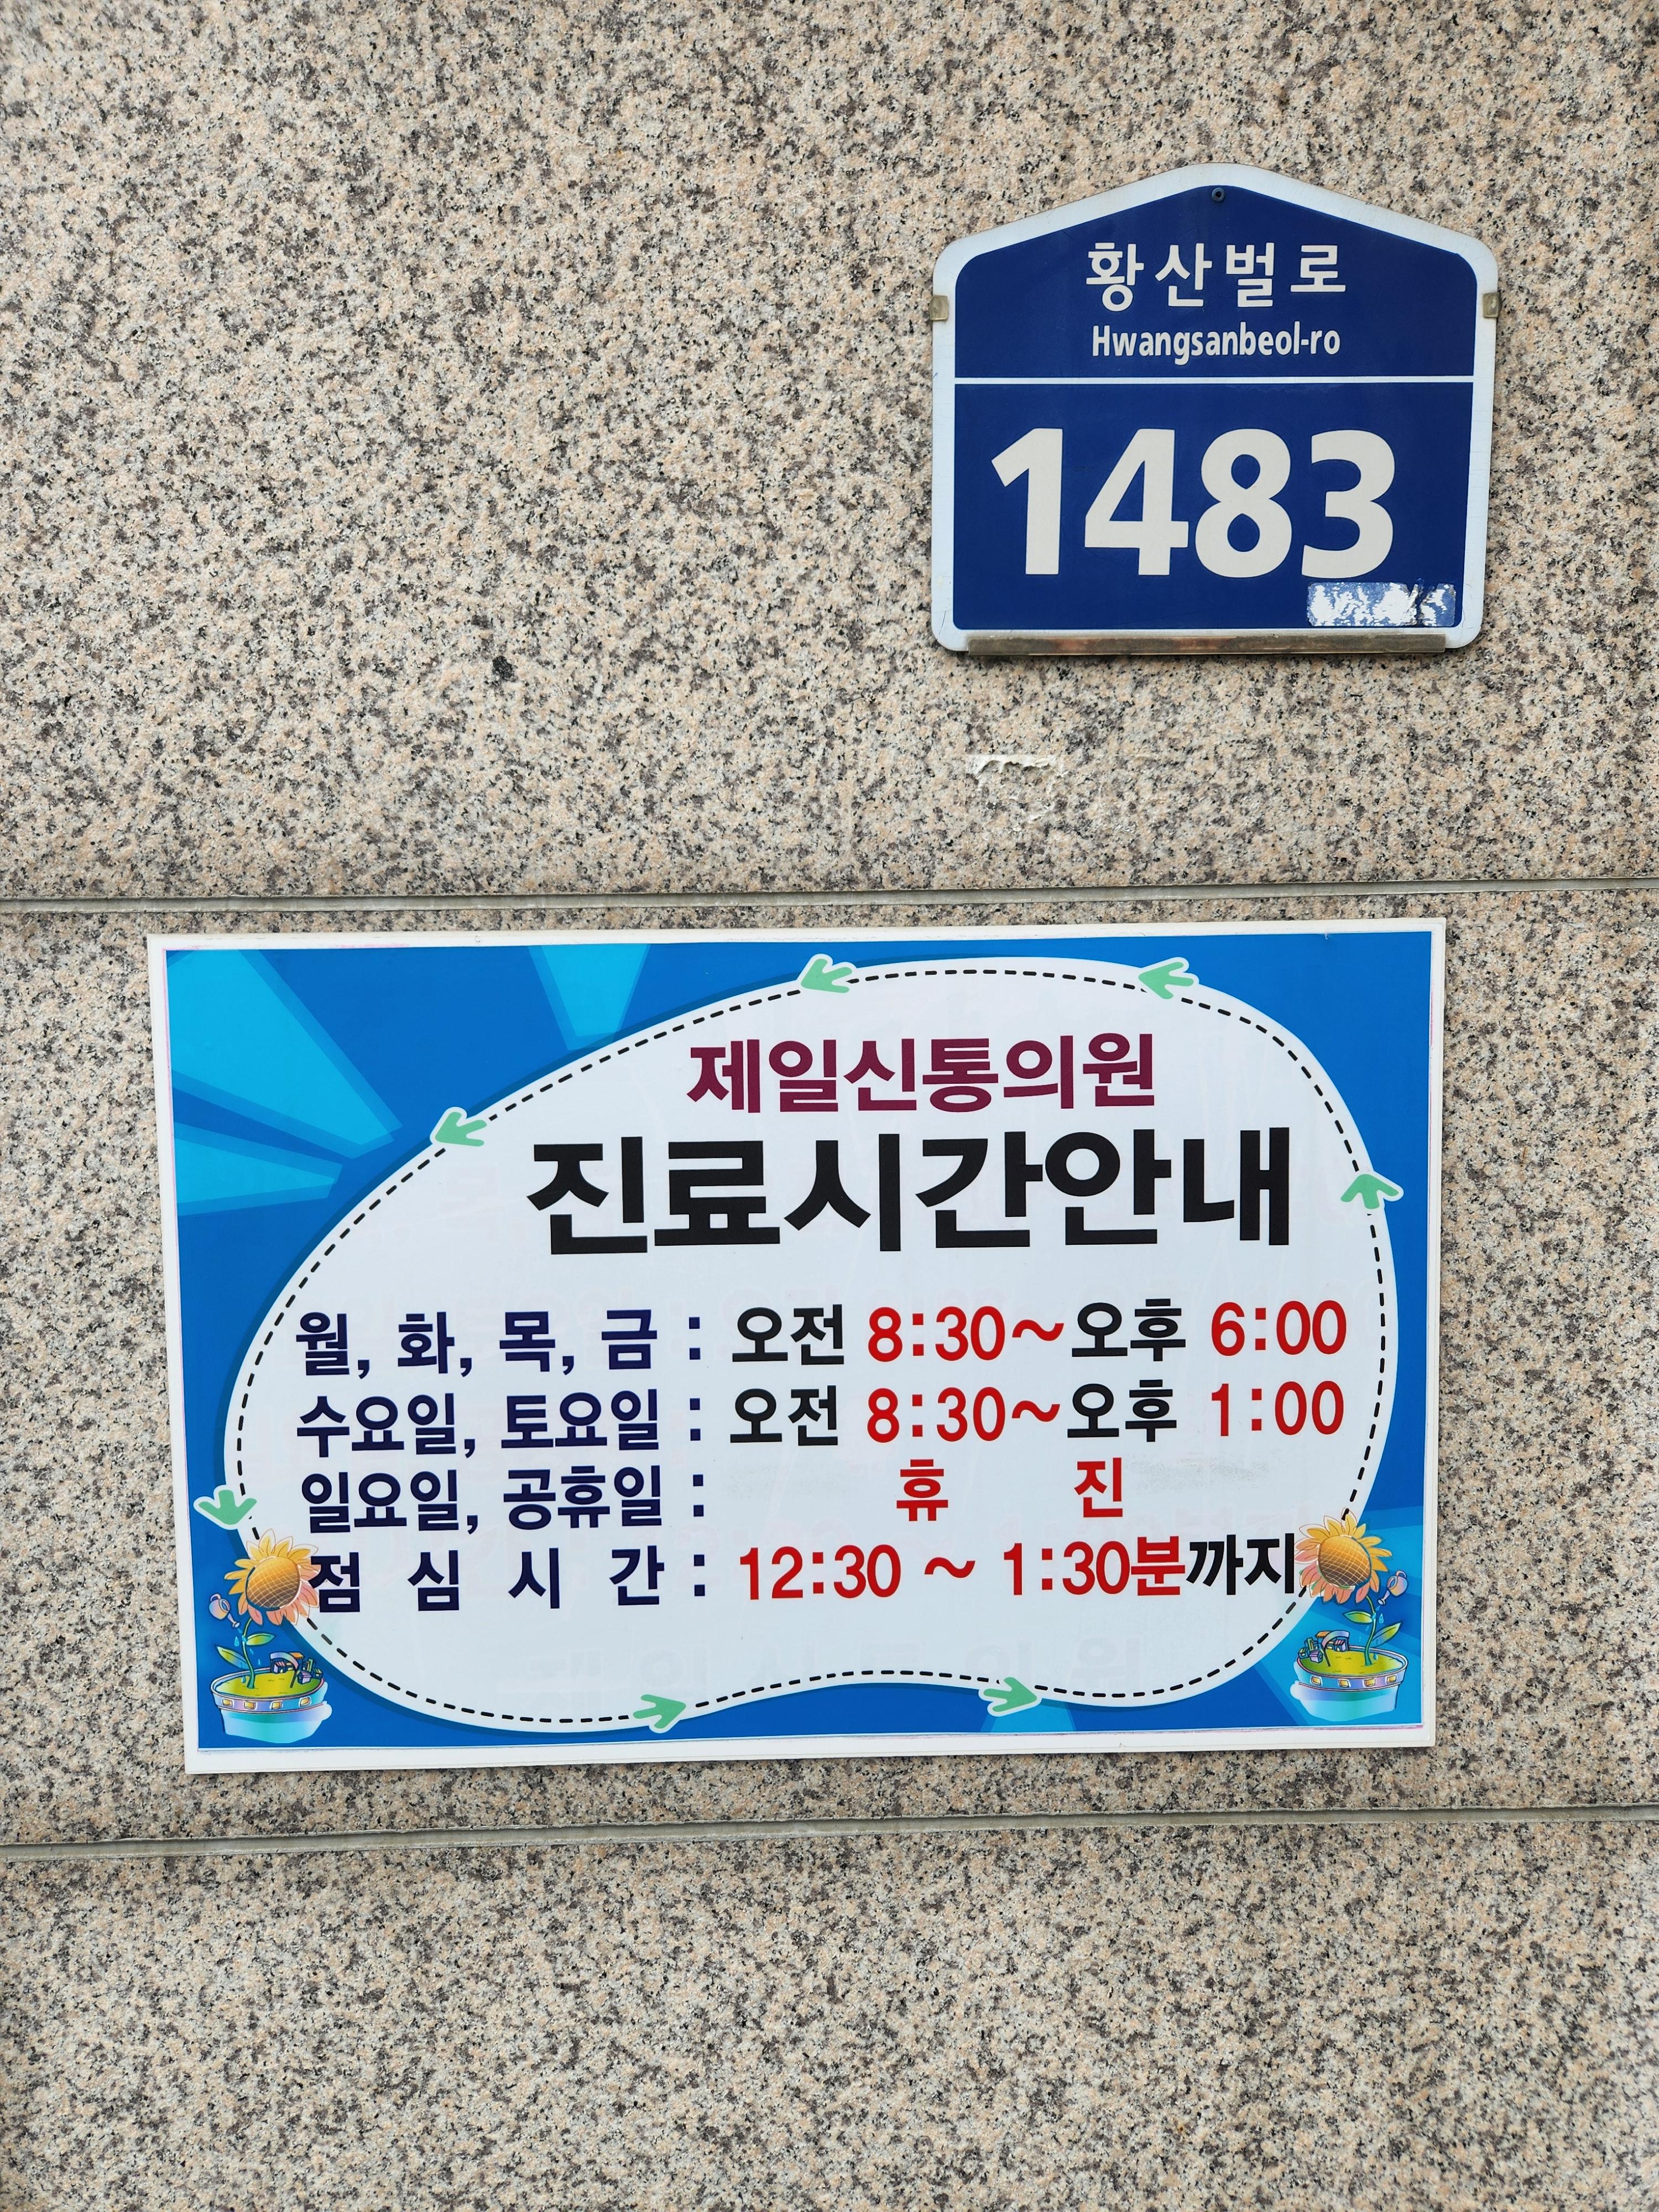 황산벌로
Hwangsanbeol-ro
1483
제일신통의원
진료시간안내
월, 화, 목, 금 : 오전 8:30~오후 6:00
수요일, 토요일 : 오전 8:30~오후 1:00
일요일, 공휴일 : 휴 진
점 심 시 간 : 12:30 ~ 1:30분까지